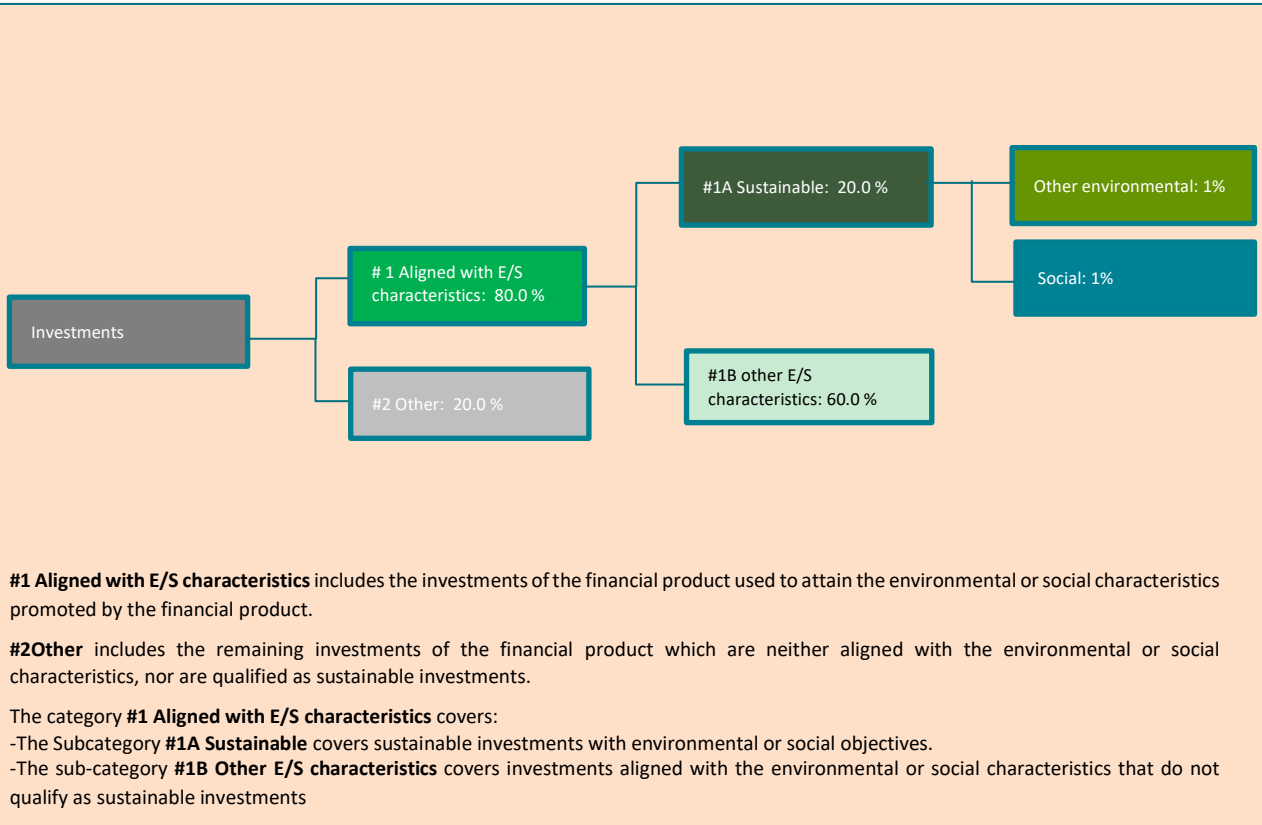 #1A Sustainable: 20.0 %
Other environmental: 1%
# 1 Aligned with E/S
characteristics: 80.0 %
Social: 1%
Investments
#2 Other: 20.0 %
#1B other E/S
characteristics: 60.0 %
#1 Aligned with E/S characteristics includes the investments of the financial product used to attain the environmental or social characteristics
promoted by the financial product.
#2Other includes the remaining investments of the financial product which are neither aligned with the environmental or social
characteristics, nor are qualified as sustainable investments.
The category #1 Aligned with E/S characteristics covers:
-The Subcategory #1A Sustainable covers sustainable investments with environmental or social objectives.
-The sub-category #1B Other E/S characteristics covers investments aligned with the environmental or social characteristics that do not
qualify as sustainable investments